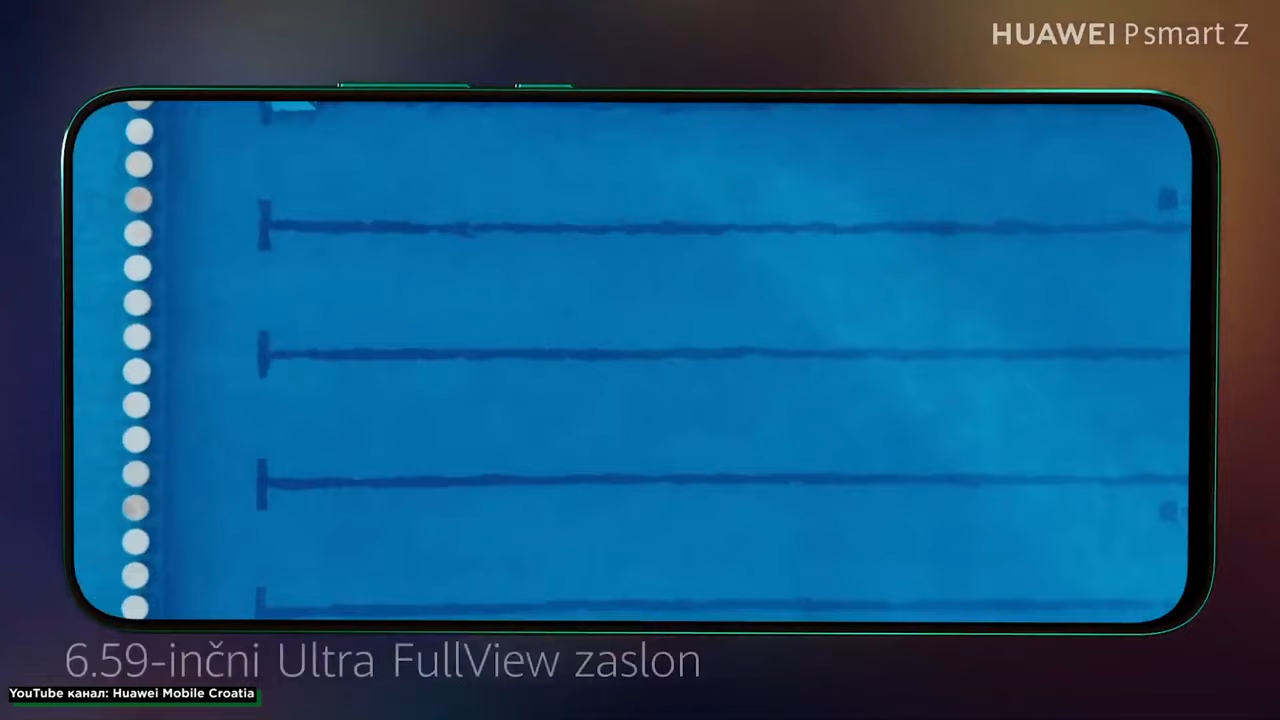 HUAWEI P smart Z
6.59-inčni Ultra FullView zaslon
YouTube канал: Huawei Mobile Croatia